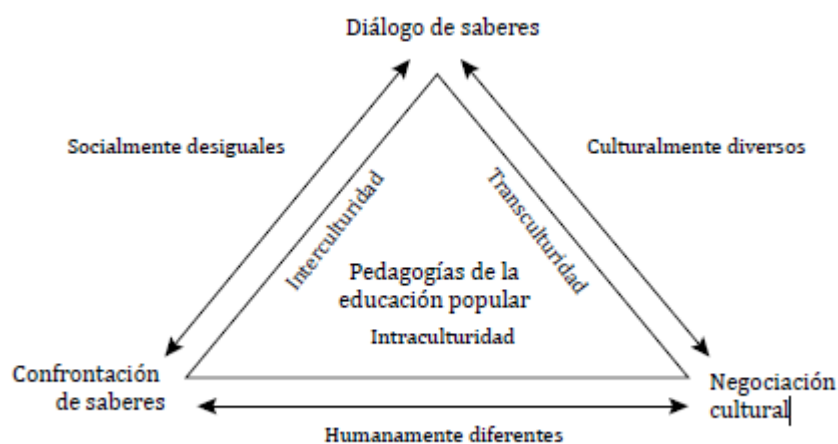 Diálogo de saberes
Socialmente desiguales
Culturalmente diversos
Interculturidad
Transculturidad
Pedagogías de la
educación popular
Intraculturidad
Confrontación
de saberes
Negociación
cultural
Humanamente diferentes